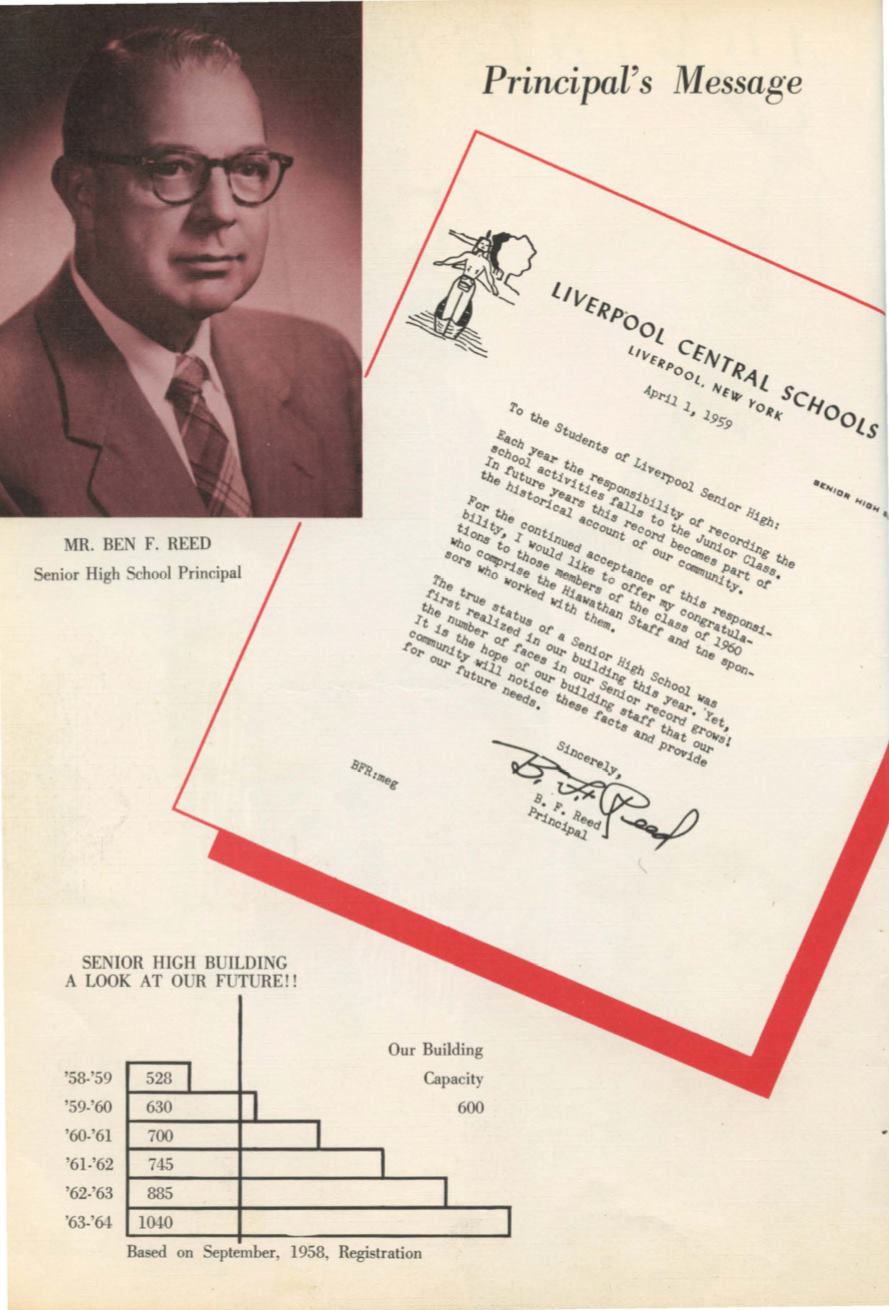 Principal's Message
MR. BEN F. REED
Senior High School Principal
LIVERPOOL CENTRAL SCHOOLS
LIVERPOOL, NEW YORK
April 1, 1959
SENIOR HIGH
To the Students of Liverpool Senior High:
Each year the responsibility of recording the
school activities falls to the Junior Class.
In future years this record becomes part of
the historical account of our community.
For the continued acceptance of this responsi-
bility, I would like to offer my congratula-
tions to those members of the class of 1960
who comprise the Hiawathan Staff and tne spon-
sors who worked with them.
The true status of a Senior High School was
first realized in our building this year. Yet,
the number of faces in our Senior record grows!
It is the hope of our building staff that our
community will notice these facts and provide
for our future needs.
Sincerely,
B. F. Reed
B. F. Reed
Principal
BFR:meg
SENIOR HIGH BUILDING
A LOOK AT OUR FUTURE!!
Our Building
Capacity
600
'58-'59 528
'59-'60 630
'60-'61 700
'61-'62 745
'62-'63 885
'63-'64 1040
Based on September, 1958, Registration